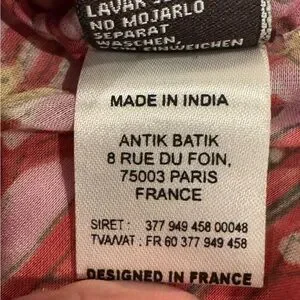 NO MOJARLO
SEPARAT
WASCHEN,
EINWEICHEN
MADE IN INDIA
ANTIK BATIK
8 RUE DU FOIN,
75003 PARIS
FRANCE
SIRET : 377 949 458 00048
TVA/VAT : FR 60 377 949 458
DESIGNED IN FRANCE